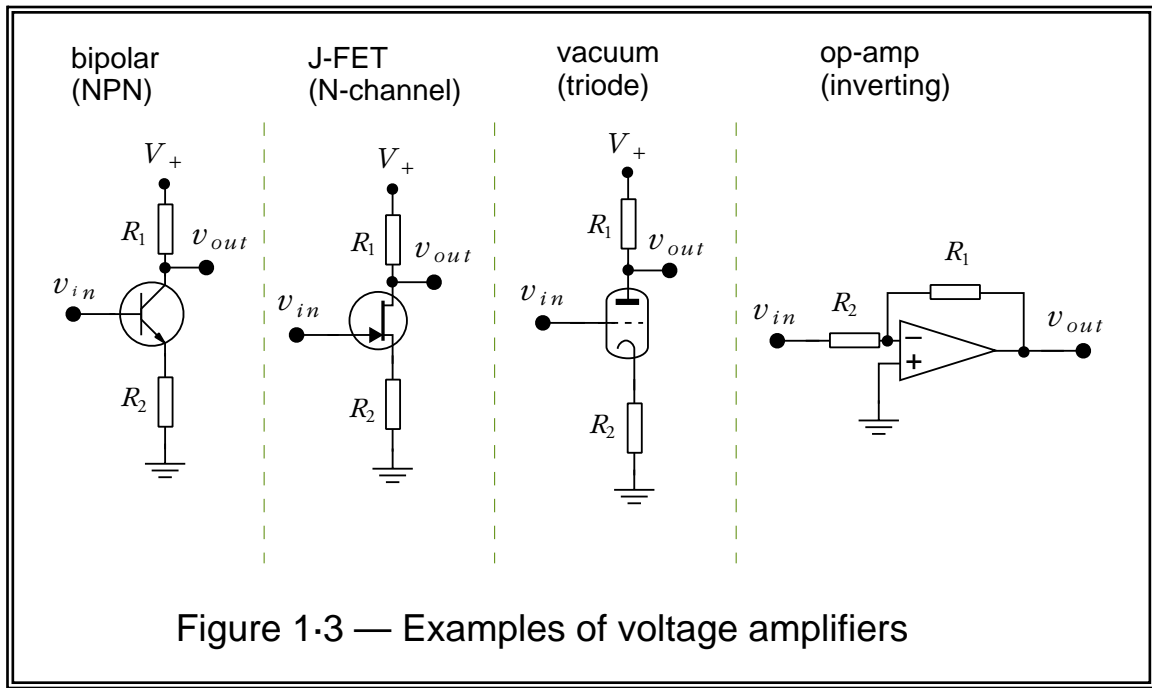 bipolar
(NPN)
V+
R1
vout
vin
R2
J-FET
(N-channel)
V+
R1
vout
vin
R2
vacuum
(triode)
V+
R1
vout
vin
R2
op-amp
(inverting)
R1
vin
R2
vout
−
+
Figure 1·3 — Examples of voltage amplifiers